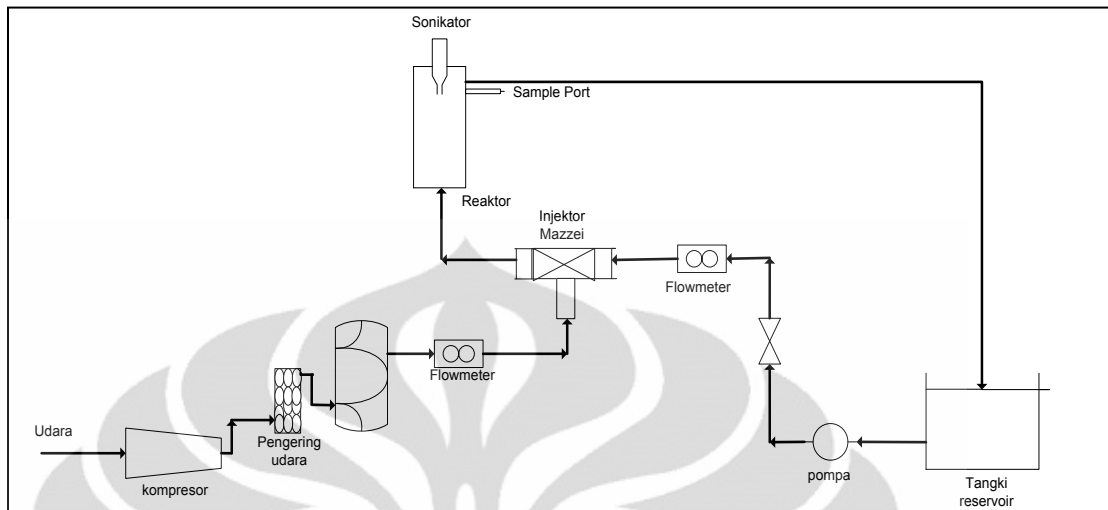 Sonikator
Sample Port
Reaktor
Injektor
Mazzei
Flowmeter
Flowmeter
Udara
Pengering
udara
kompresor
pompa
Tangki
reservoir